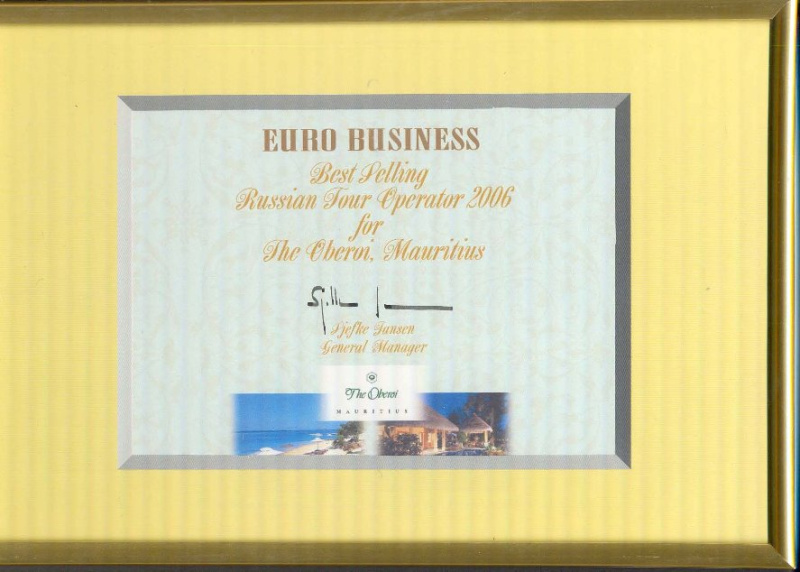 EURO BUSINESS
Best Selling
Russian Tour Operator 2006
for
The Oberoi, Mauritius
Sjefke Jansen
General Manager
The Oberoi
MAURITIUS